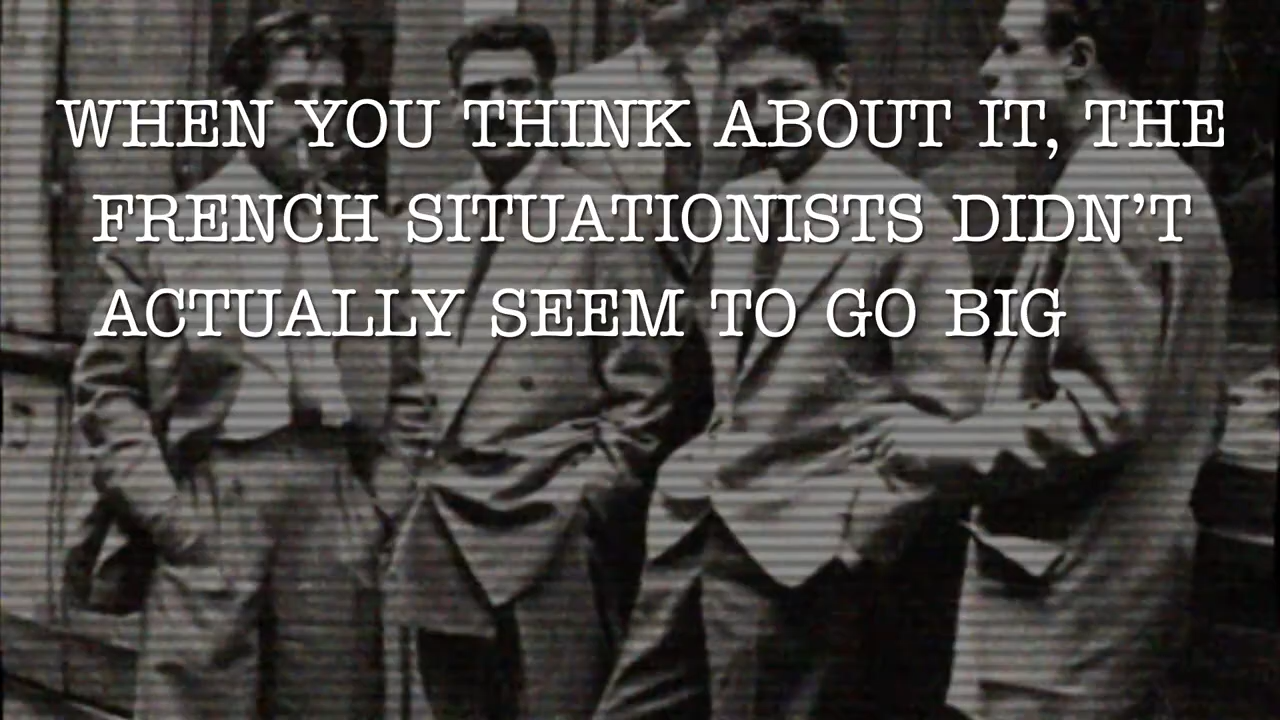 WHEN YOU THINK ABOUT IT, THE
FRENCH SITUATIONISTS DIDN’T
ACTUALLY SEEM TO GO BIG